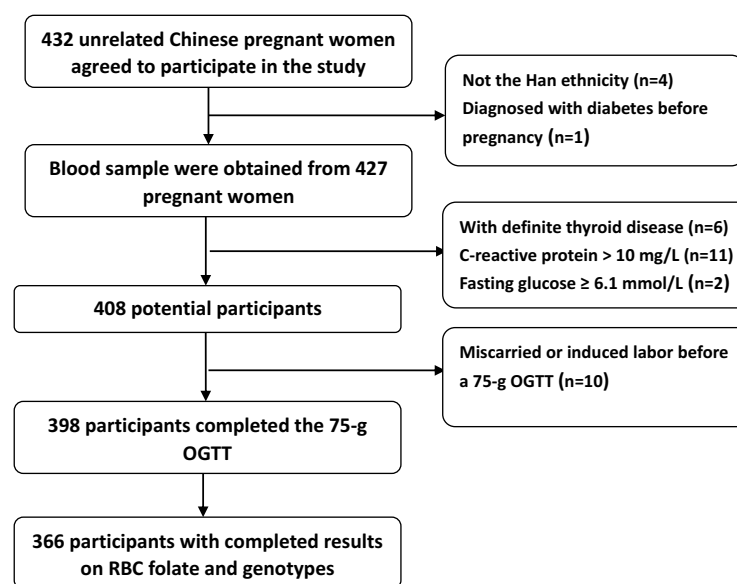 432 unrelated Chinese pregnant women
agreed to participate in the study
Not the Han ethnicity (n=4)
Diagnosed with diabetes before
pregnancy (n=1)
Blood sample were obtained from 427
pregnant women
With definite thyroid disease (n=6)
C-reactive protein > 10 mg/L (n=11)
Fasting glucose ≥ 6.1 mmol/L (n=2)
408 potential participants
Miscarried or induced labor before
a 75-g OGTT (n=10)
398 participants completed the 75-g
OGTT
366 participants with completed results
on RBC folate and genotypes